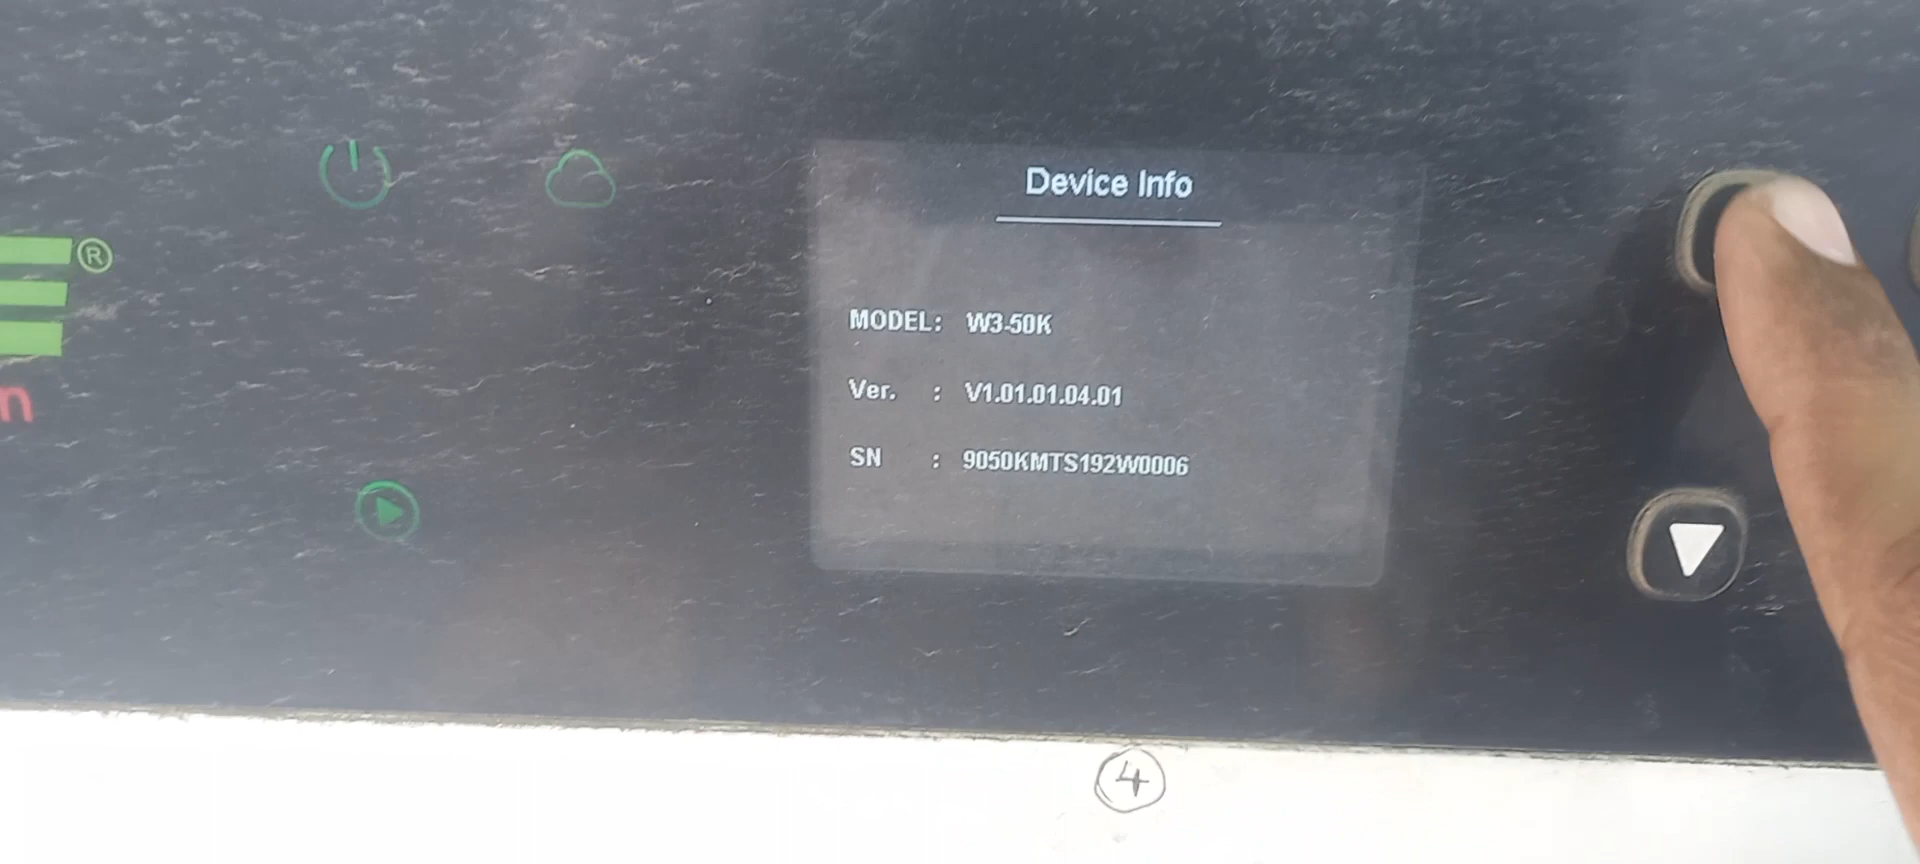 Device Info
®
MODEL: W3-50K
Ver. : V1.01.01.04.01
n
SN : 9050KMTS192W0006
4